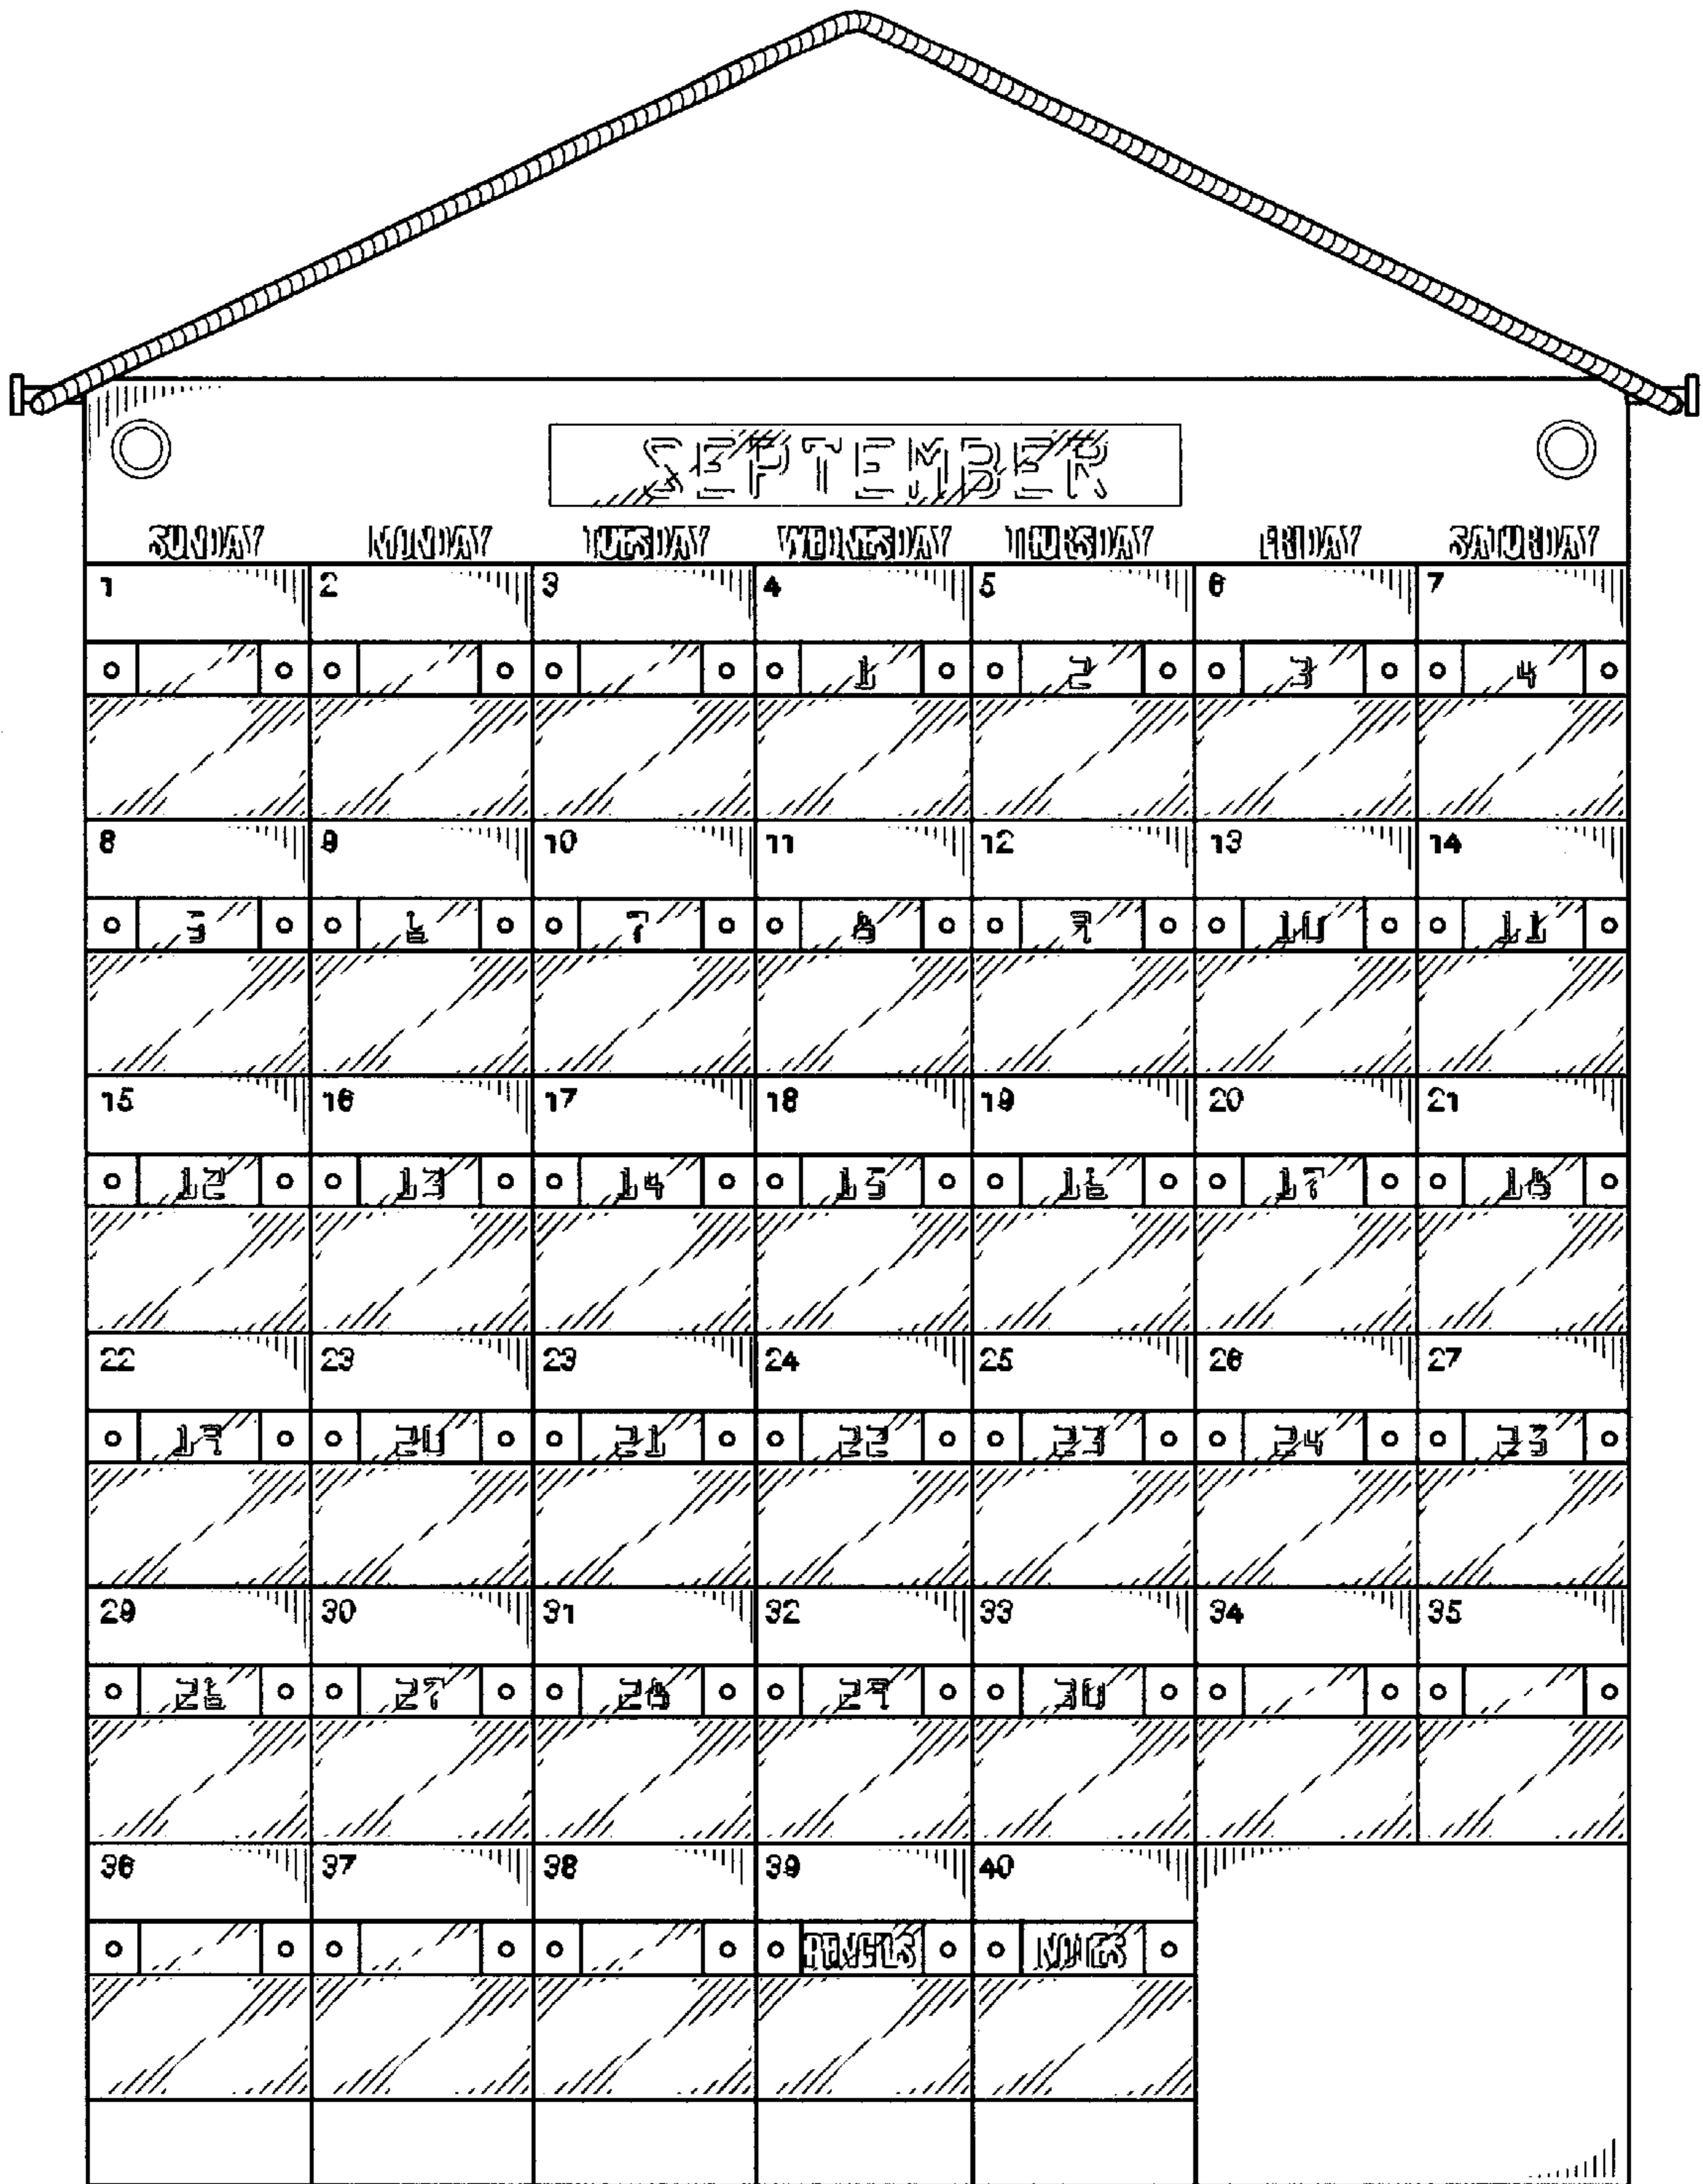 SEPTEMBER
SUNDAY MONDAY TUESDAY WEDNESDAY THURSDAY FRIDAY SATURDAY
1 2 3 4 5 6 7
1 2 3 4
8 9 10 11 12 13 14
5 6 7 8 9 10 11
15 16 17 18 19 20 21
12 13 14 15 16 17 18
22 23 23 24 25 26 27
19 20 21 22 23 24 25
29 30 31 32 33 34 35
26 27 28 29 30
36 37 38 39 40
PENCILS NOTES